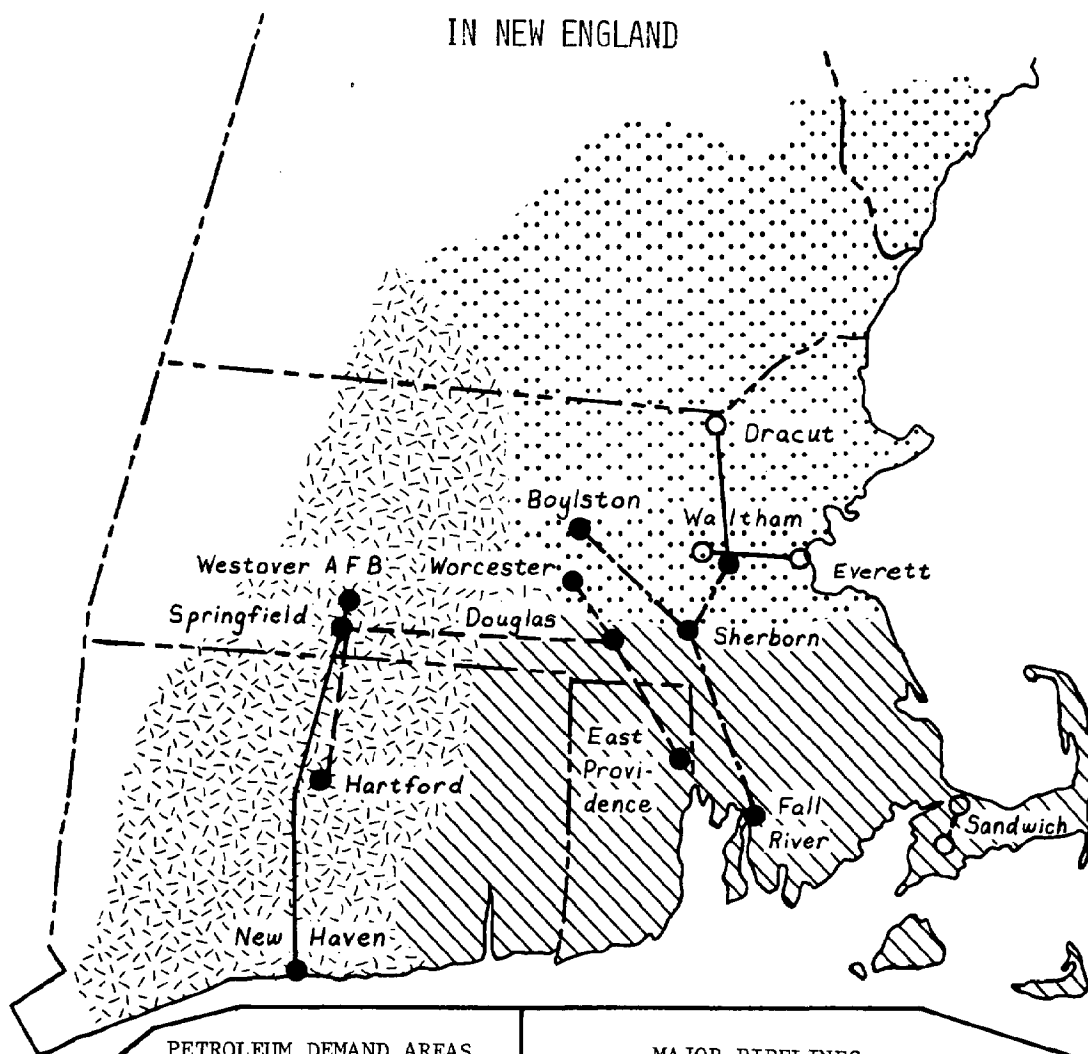 IN NEW ENGLAND
Dracut
Boylston
Waltham
Westover AFB
Worcester
Everett
Springfield
Douglas
Sherborn
East
Provi-
dence
Hartford
Fall
River
Sandwich
New Haven
PETROLEUM DEMAND AREAS
MAJOR PIPELINES